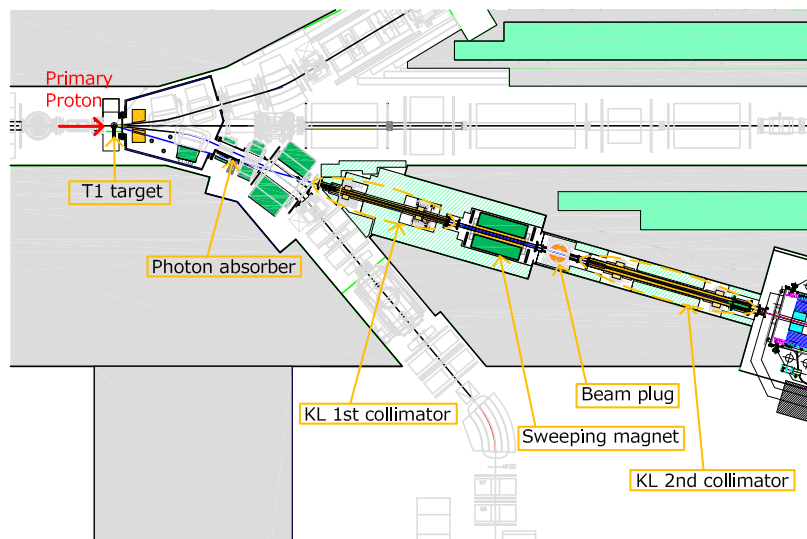 Primary
Proton
T1 target
Photon absorber
KL 1st collimator
Beam plug
Sweeping magnet
KL 2nd collimator